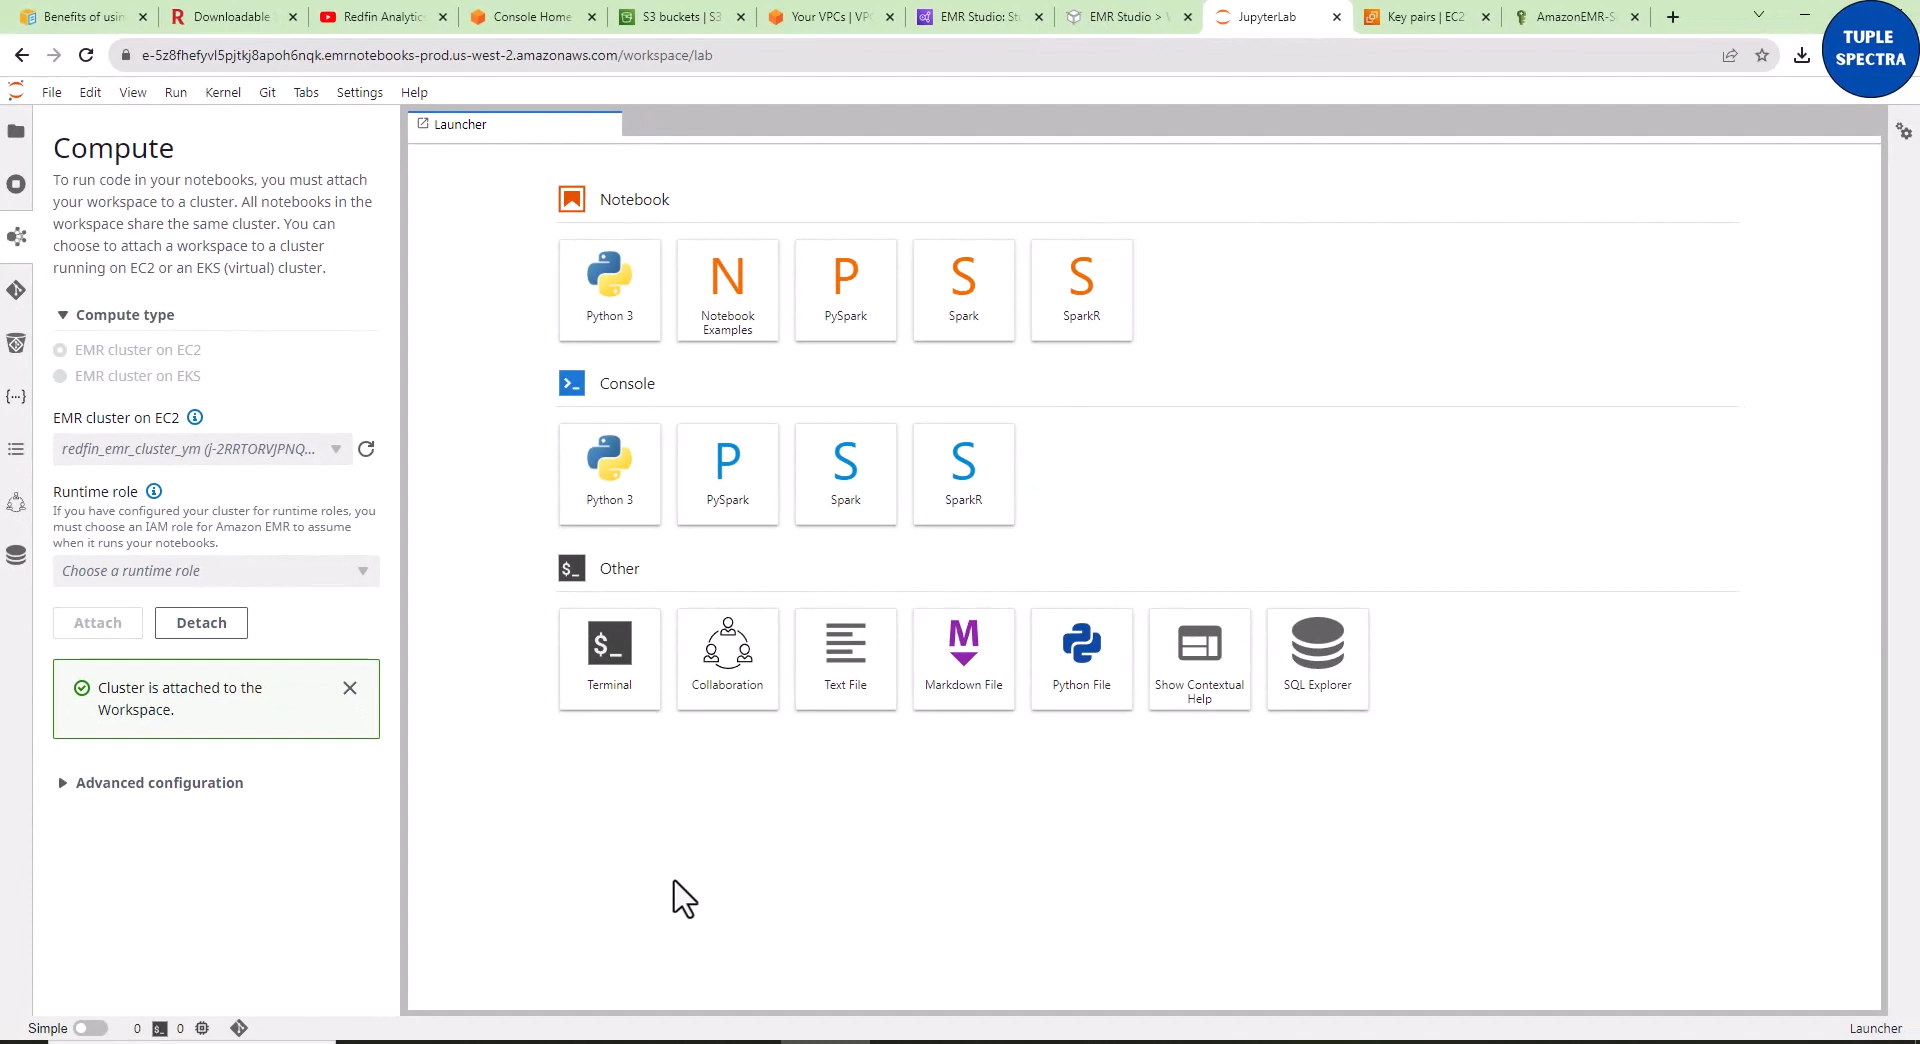 Benefits of usin
Downloadable
Redfin Analytic
Console Home
S3 buckets | S3
Your VPCs | VPC
EMR Studio: Stu
EMR Studio > W
JupyterLab
Key pairs | EC2
AmazonEMR-S
TUPLE
SPECTRA
e-5z8fhefyvl5pjtkj8apoh6nqk.emrnotebooks-prod.us-west-2.amazonaws.com/workspace/lab
File Edit View Run Kernel Git Tabs Settings Help
Launcher
Compute
To run code in your notebooks, you must attach
your workspace to a cluster. All notebooks in the
workspace share the same cluster. You can
choose to attach a workspace to a cluster
running on EC2 or an EKS (virtual) cluster.
Compute type
EMR cluster on EC2
EMR cluster on EKS
EMR cluster on EC2
redfin_emr_cluster_ym (j-2RRTORVJPNQ...
Runtime role
If you have configured your cluster for runtime roles, you
must choose an IAM role for Amazon EMR to assume
when it runs your notebooks.
Choose a runtime role
Attach Detach
Cluster is attached to the
Workspace.
Advanced configuration
Notebook
Python 3
N
Notebook
Examples
P
PySpark
S
Spark
S
SparkR
Console
Python 3
P
PySpark
S
Spark
S
SparkR
$_ Other
$_
Terminal
Collaboration
Text File
M
Markdown File
Python File
Show Contextual
Help
SQL Explorer
Simple 0 0
Launcher